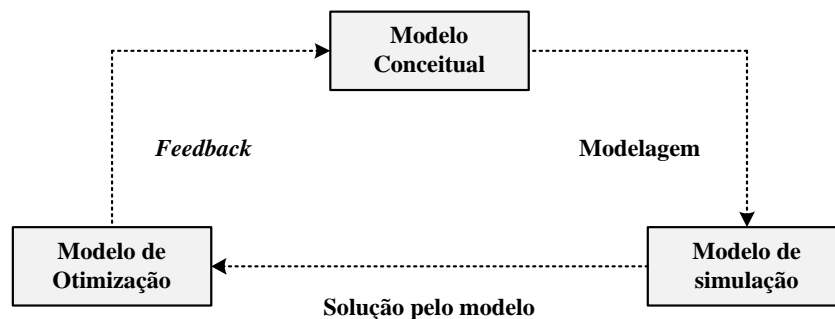 Modelo
Conceitual
Feedback
Modelagem
Modelo de
Otimização
Modelo de
simulação
Solução pelo modelo